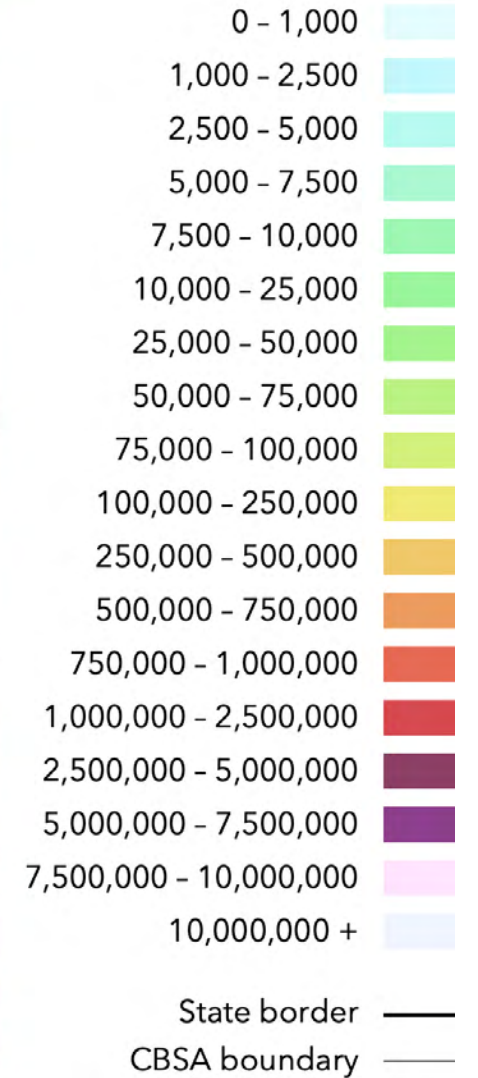 0 – 1,000
1,000 – 2,500
2,500 – 5,000
5,000 – 7,500
7,500 – 10,000
10,000 – 25,000
25,000 – 50,000
50,000 – 75,000
75,000 – 100,000
100,000 – 250,000
250,000 – 500,000
500,000 – 750,000
750,000 – 1,000,000
1,000,000 – 2,500,000
2,500,000 – 5,000,000
5,000,000 – 7,500,000
7,500,000 – 10,000,000
10,000,000 +
State border
CBSA boundary